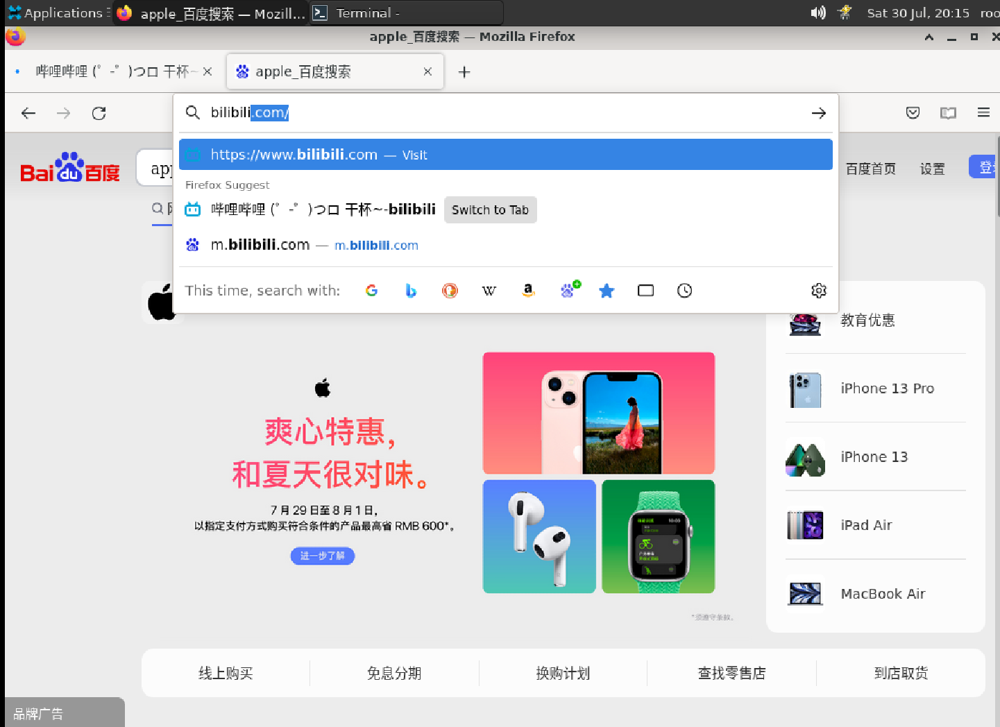 Applications
apple_百度搜索 — Mozill...
Terminal -
Sat 30 Jul, 20:15
roo
apple_百度搜索 — Mozilla Firefox
哔哩哔哩 (゜-゜)つロ 干杯~
apple_百度搜索
bilibili.com/
https://www.bilibili.com — Visit
Firefox Suggest
哔哩哔哩 (゜-゜)つロ 干杯~-bilibili
Switch to Tab
m.bilibili.com — m.bilibili.com
This time, search with:
Bai du 百度
app
百度首页
设置
登
教育优惠
iPhone 13 Pro
iPhone 13
iPad Air
MacBook Air
爽心特惠，
和夏天很对味。
7 月 29 日至 8 月 1 日，
以指定支付方式购买符合条件的产品最高省 RMB 600*。
进一步了解
10:09
*须遵守条款。
线上购买
免息分期
换购计划
查找零售店
到店取货
品牌广告